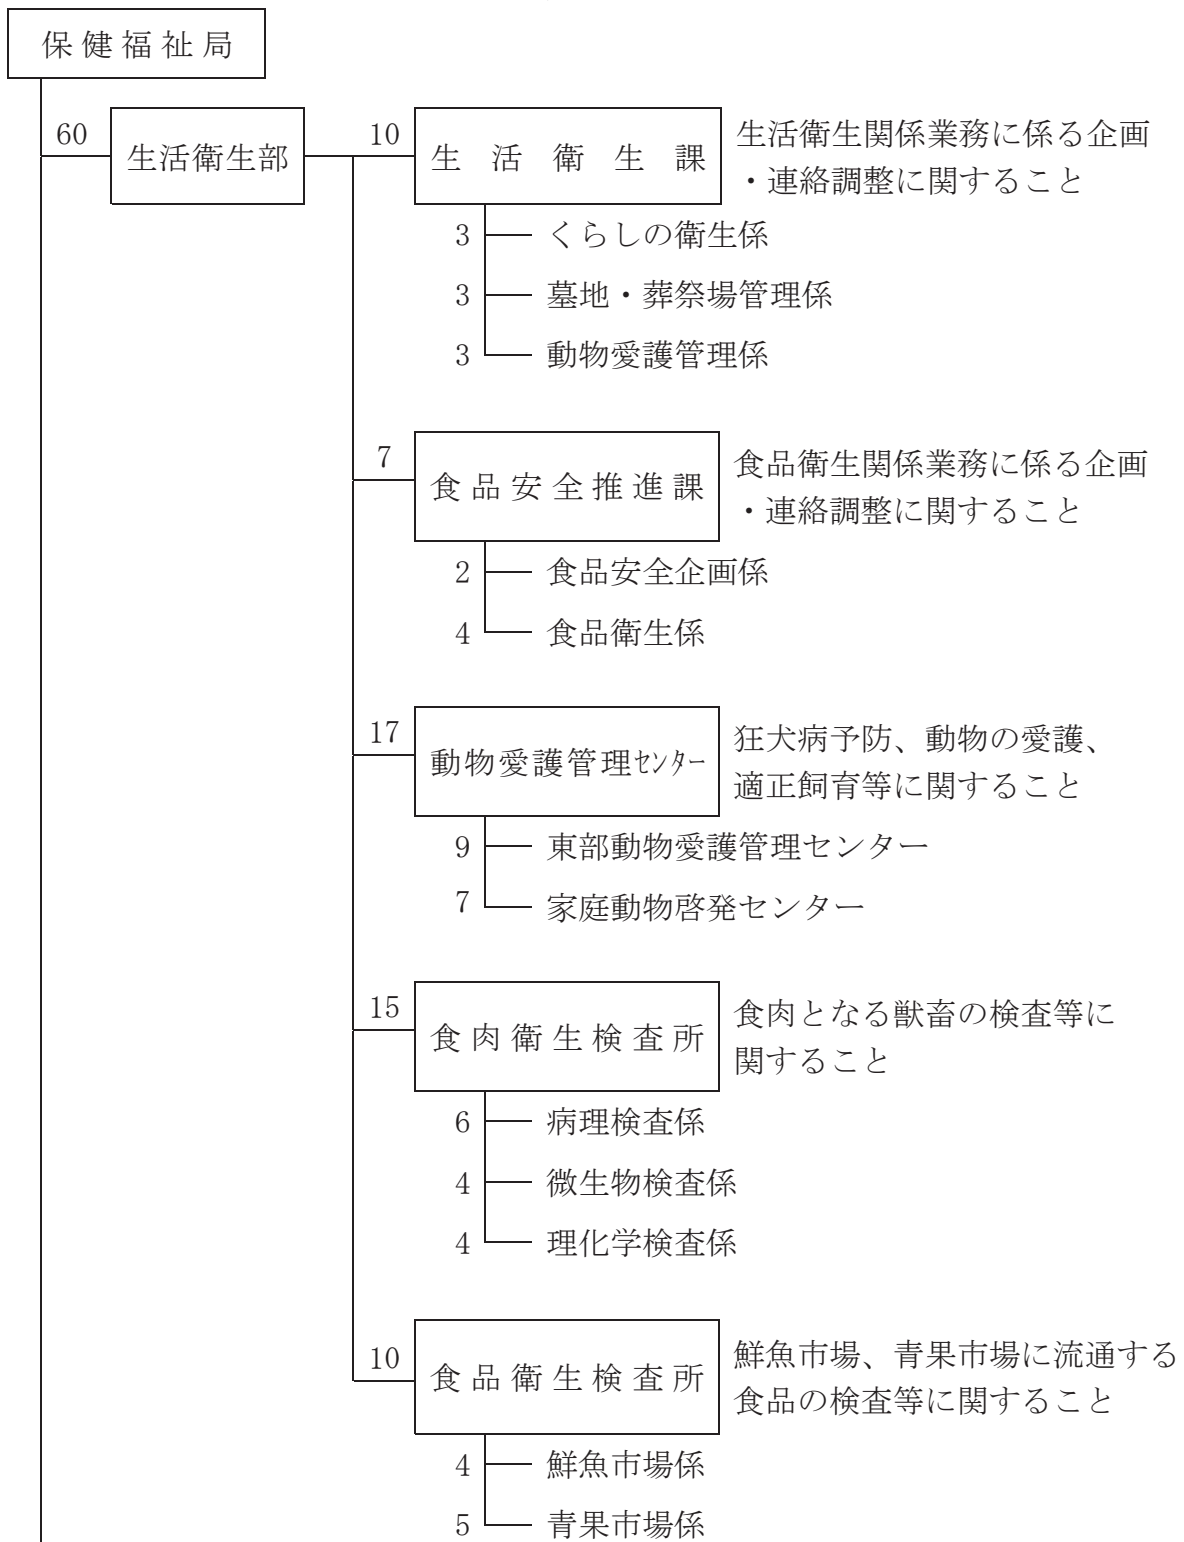 保健福祉局
60
生活衛生部
10
生活衛生課
生活衛生関係業務に係る企画
・連絡調整に関すること
3 くらしの衛生係
3 墓地・葬祭場管理係
3 動物愛護管理係
7
食品安全推進課
食品衛生関係業務に係る企画
・連絡調整に関すること
2 食品安全企画係
4 食品衛生係
17
動物愛護管理ｾﾝﾀｰ
狂犬病予防、動物の愛護、
適正飼育等に関すること
9 東部動物愛護管理センター
7 家庭動物啓発センター
15
食肉衛生検査所
食肉となる獣畜の検査等に
関すること
6 病理検査係
4 微生物検査係
4 理化学検査係
10
食品衛生検査所
鮮魚市場、青果市場に流通する
食品の検査等に関すること
4 鮮魚市場係
5 青果市場係